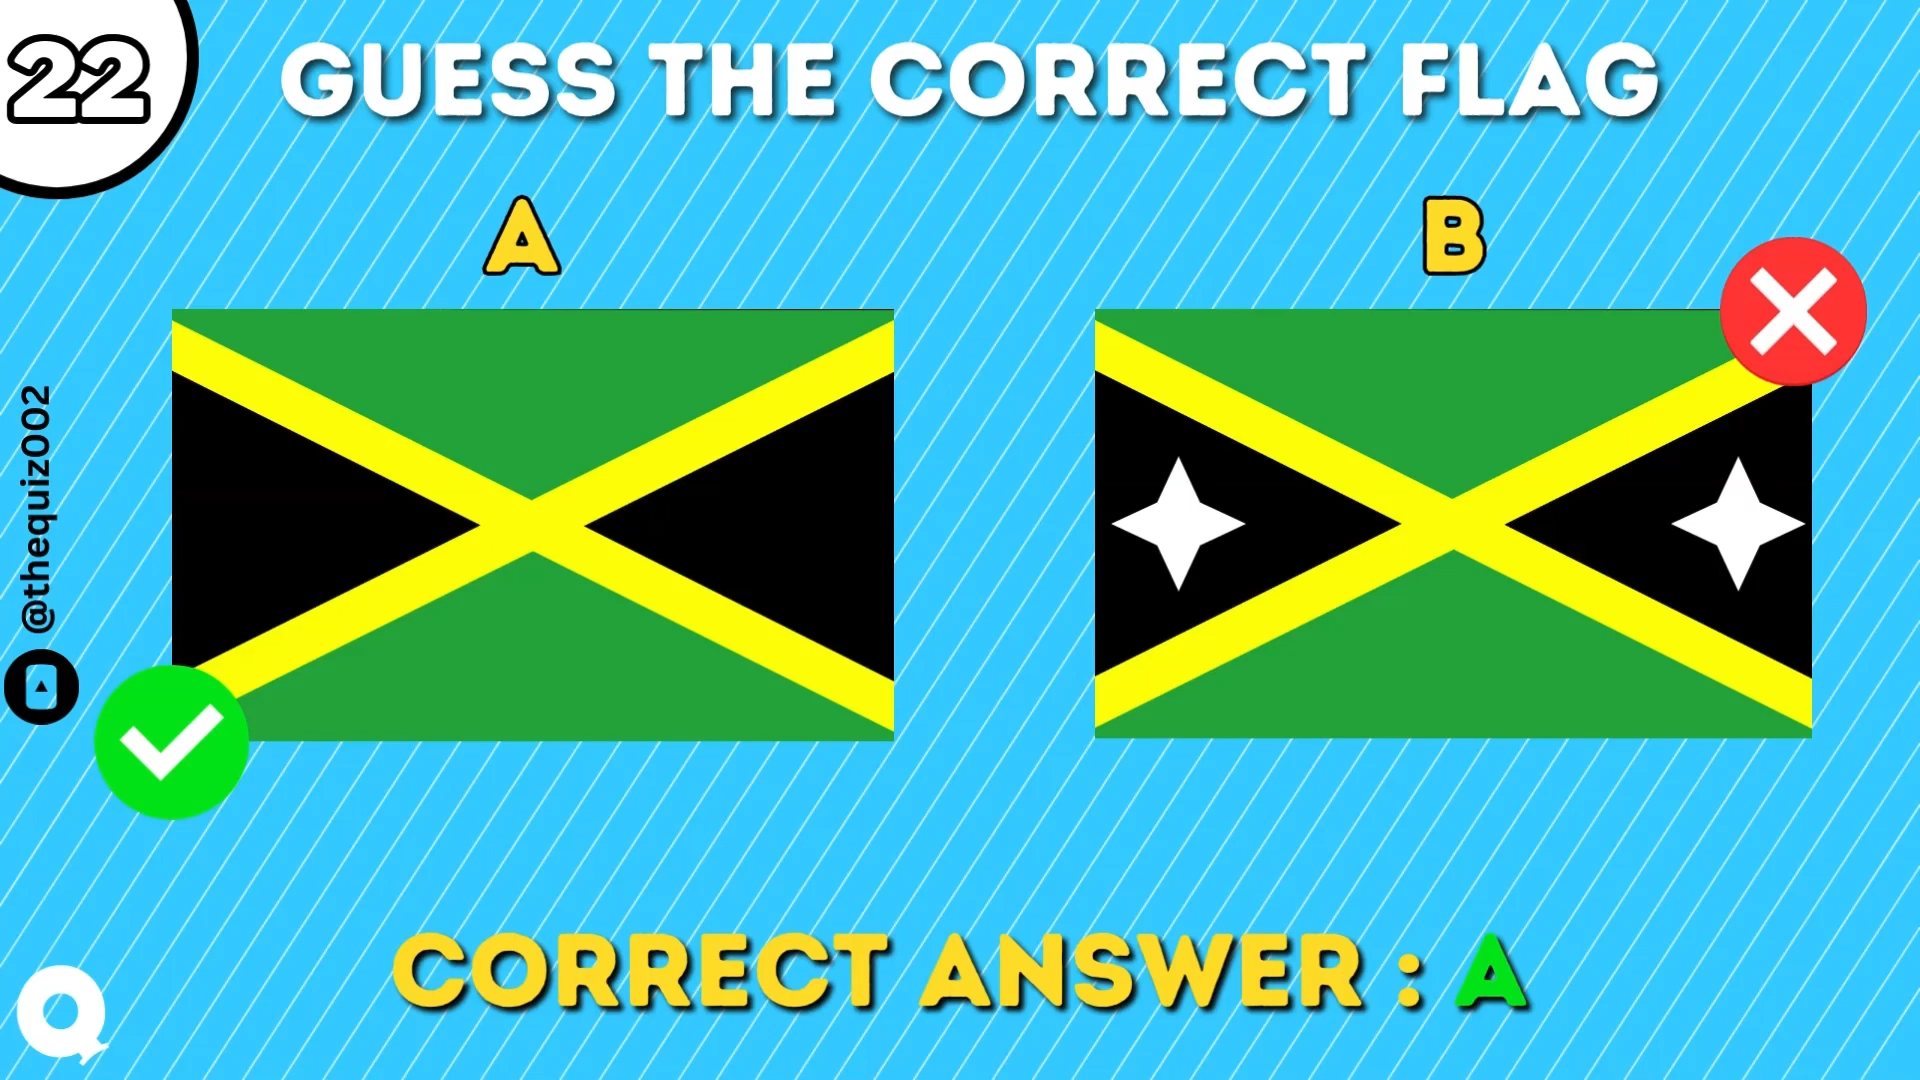 22
GUESS THE CORRECT FLAG
A
B
@thequiz002
CORRECT ANSWER : A
Q